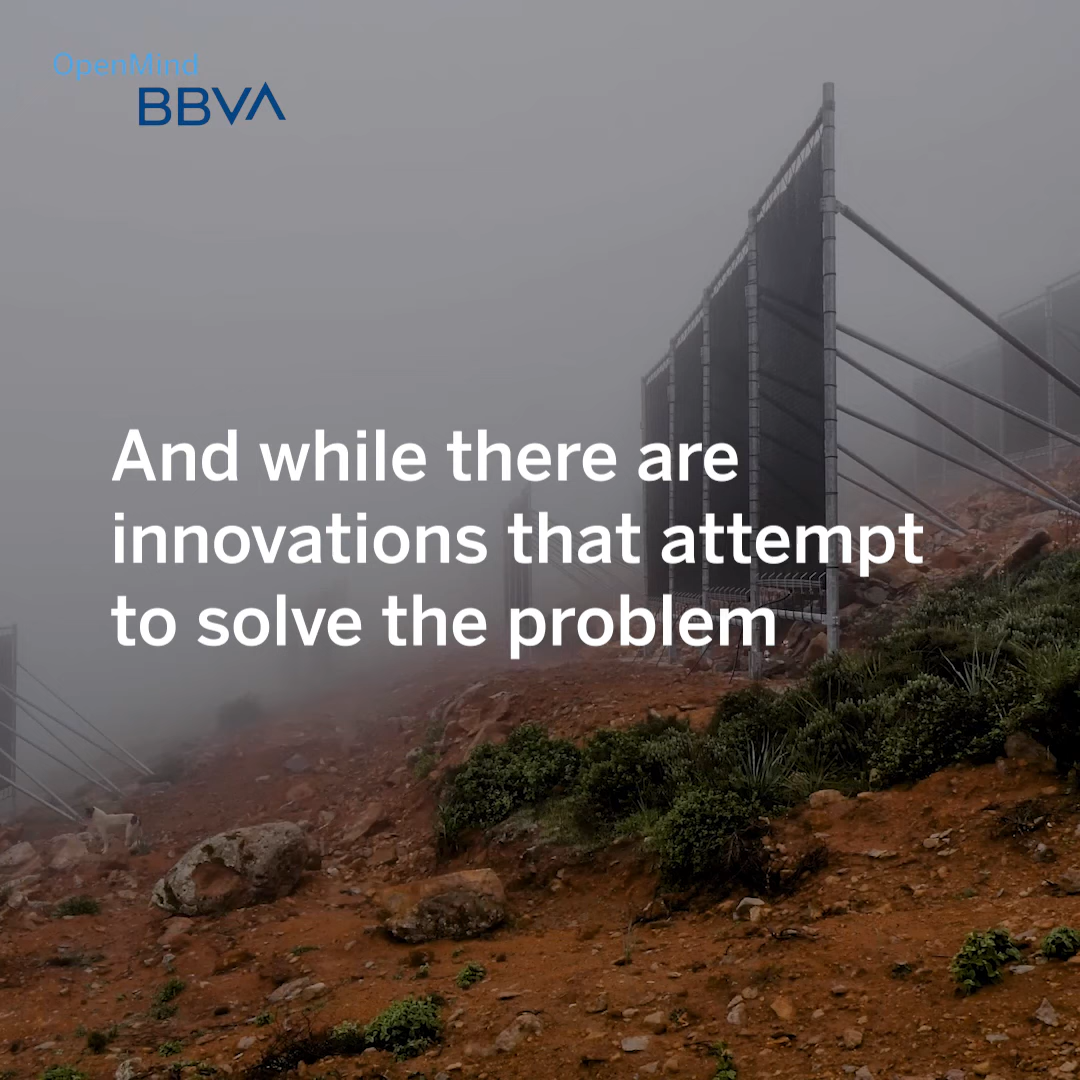 OpenMind
BBVA
And while there are
innovations that attempt
to solve the problem